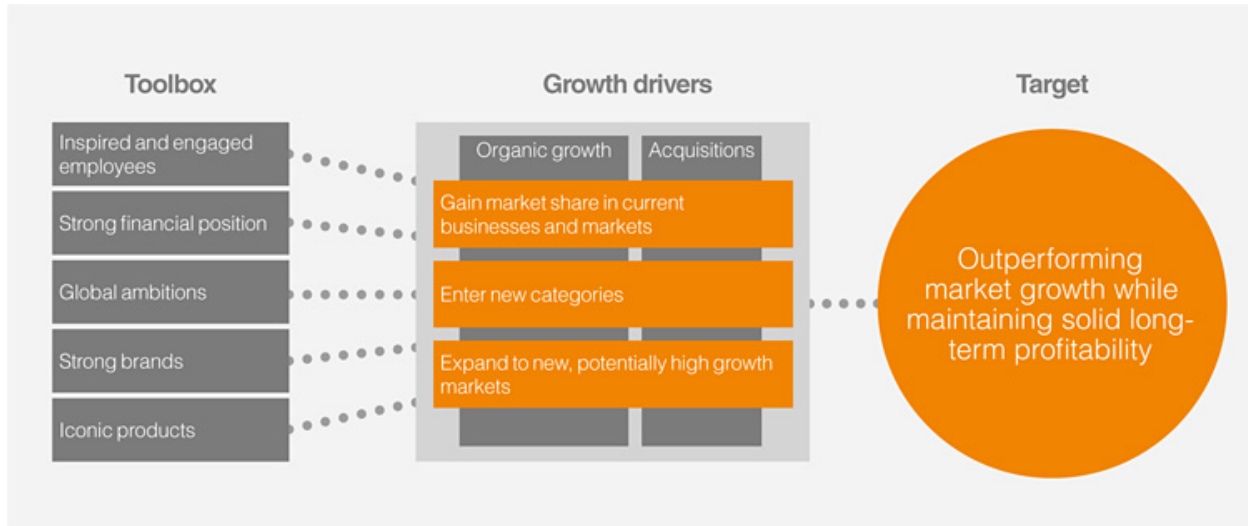 Toolbox
Inspired and engaged
employees
Strong financial position
Global ambitions
Strong brands
Iconic products
Growth drivers
Organic growth
Acquisitions
Gain market share in current
businesses and markets
Enter new categories
Expand to new, potentially high growth
markets
Target
Outperforming
market growth while
maintaining solid long-
term profitability